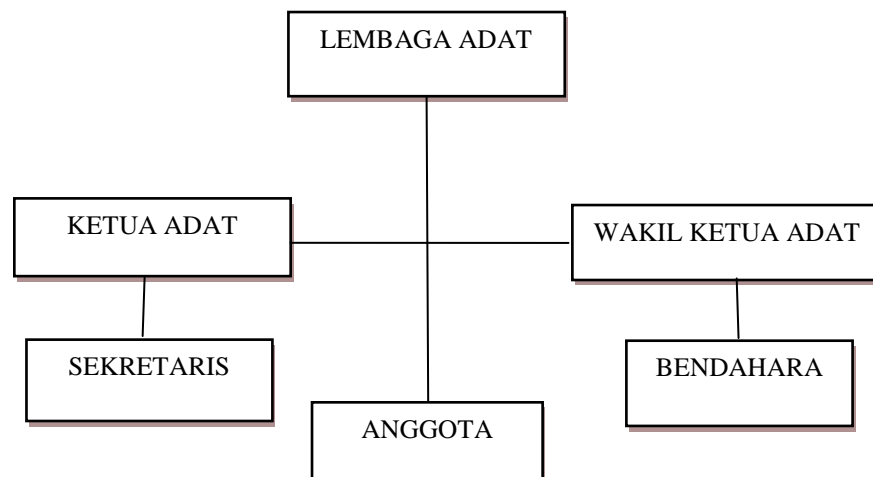 LEMBAGA ADAT
KETUA ADAT
WAKIL KETUA ADAT
SEKRETARIS
BENDAHARA
ANGGOTA